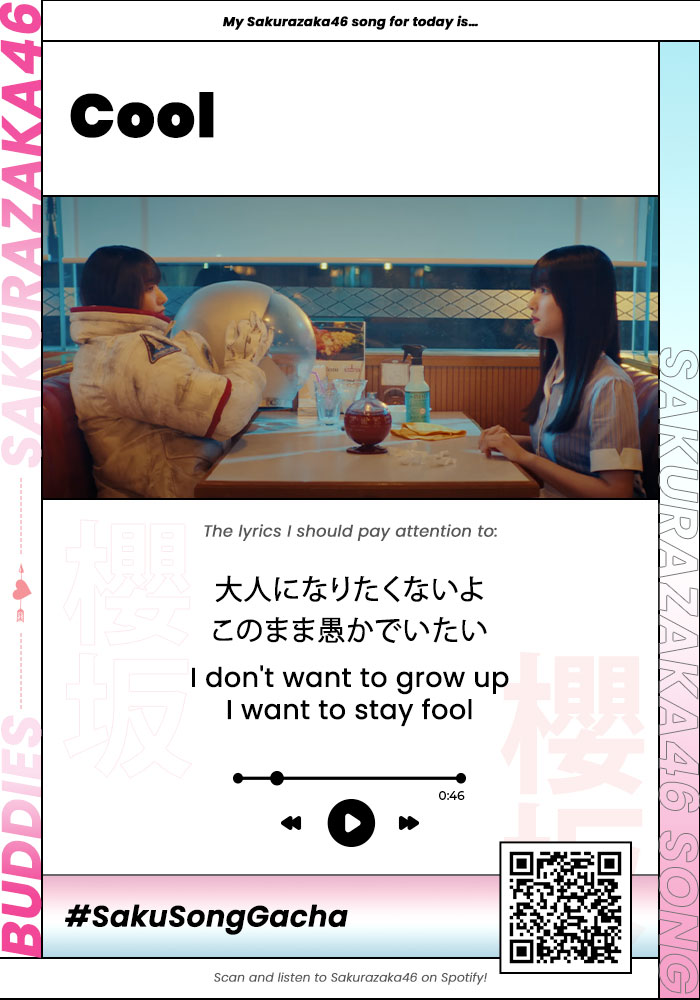 My Sakurazaka46 song for today is...
SAKURAZAKA46
BUDDIES
Cool
SAKURAZAKA46 SONG
The lyrics I should pay attention to:
大人になりたくないよ
このまま愚かでいたい
I don't want to grow up
I want to stay fool
櫻坂
櫻坂
0:46
#SakuSongGacha
Scan and listen to Sakurazaka46 on Spotify!